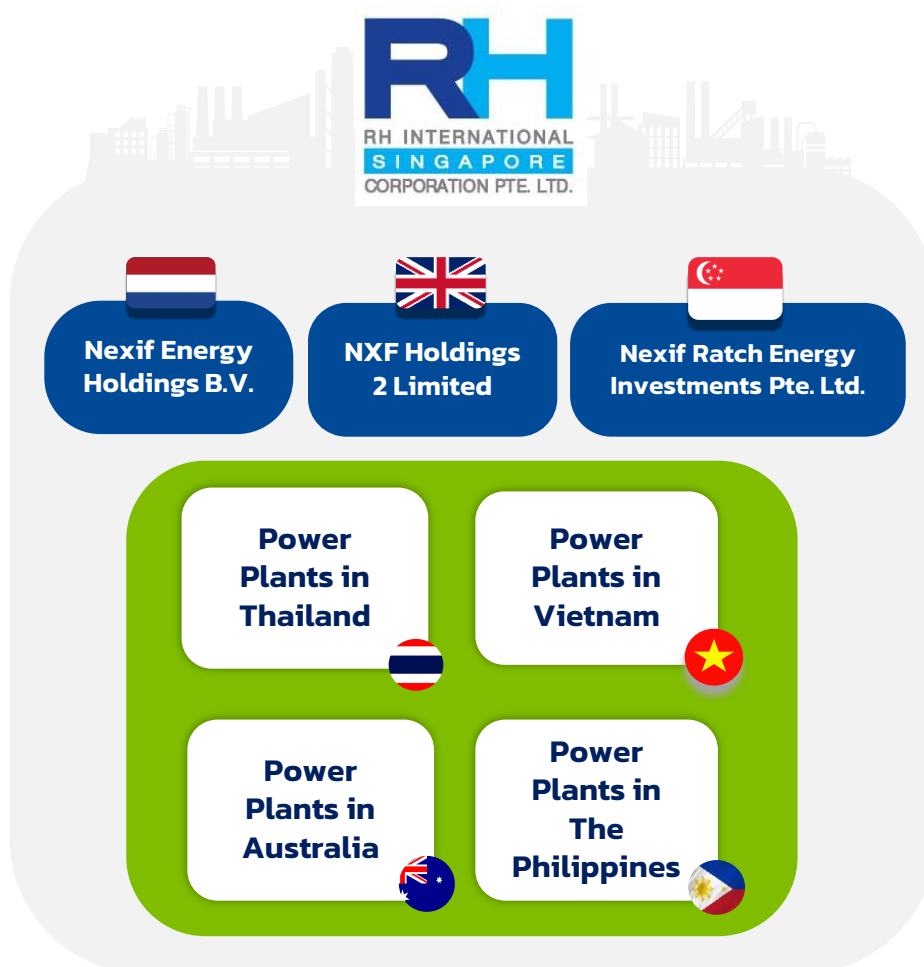 RH
RH INTERNATIONAL
SINGAPORE
CORPORATION PTE. LTD.
Nexif Energy
Holdings B.V.
NXF Holdings
2 Limited
Nexif Ratch Energy
Investments Pte. Ltd.
Power
Plants in
Thailand
Power
Plants in
Vietnam
Power
Plants in
Australia
Power
Plants in
The
Philippines